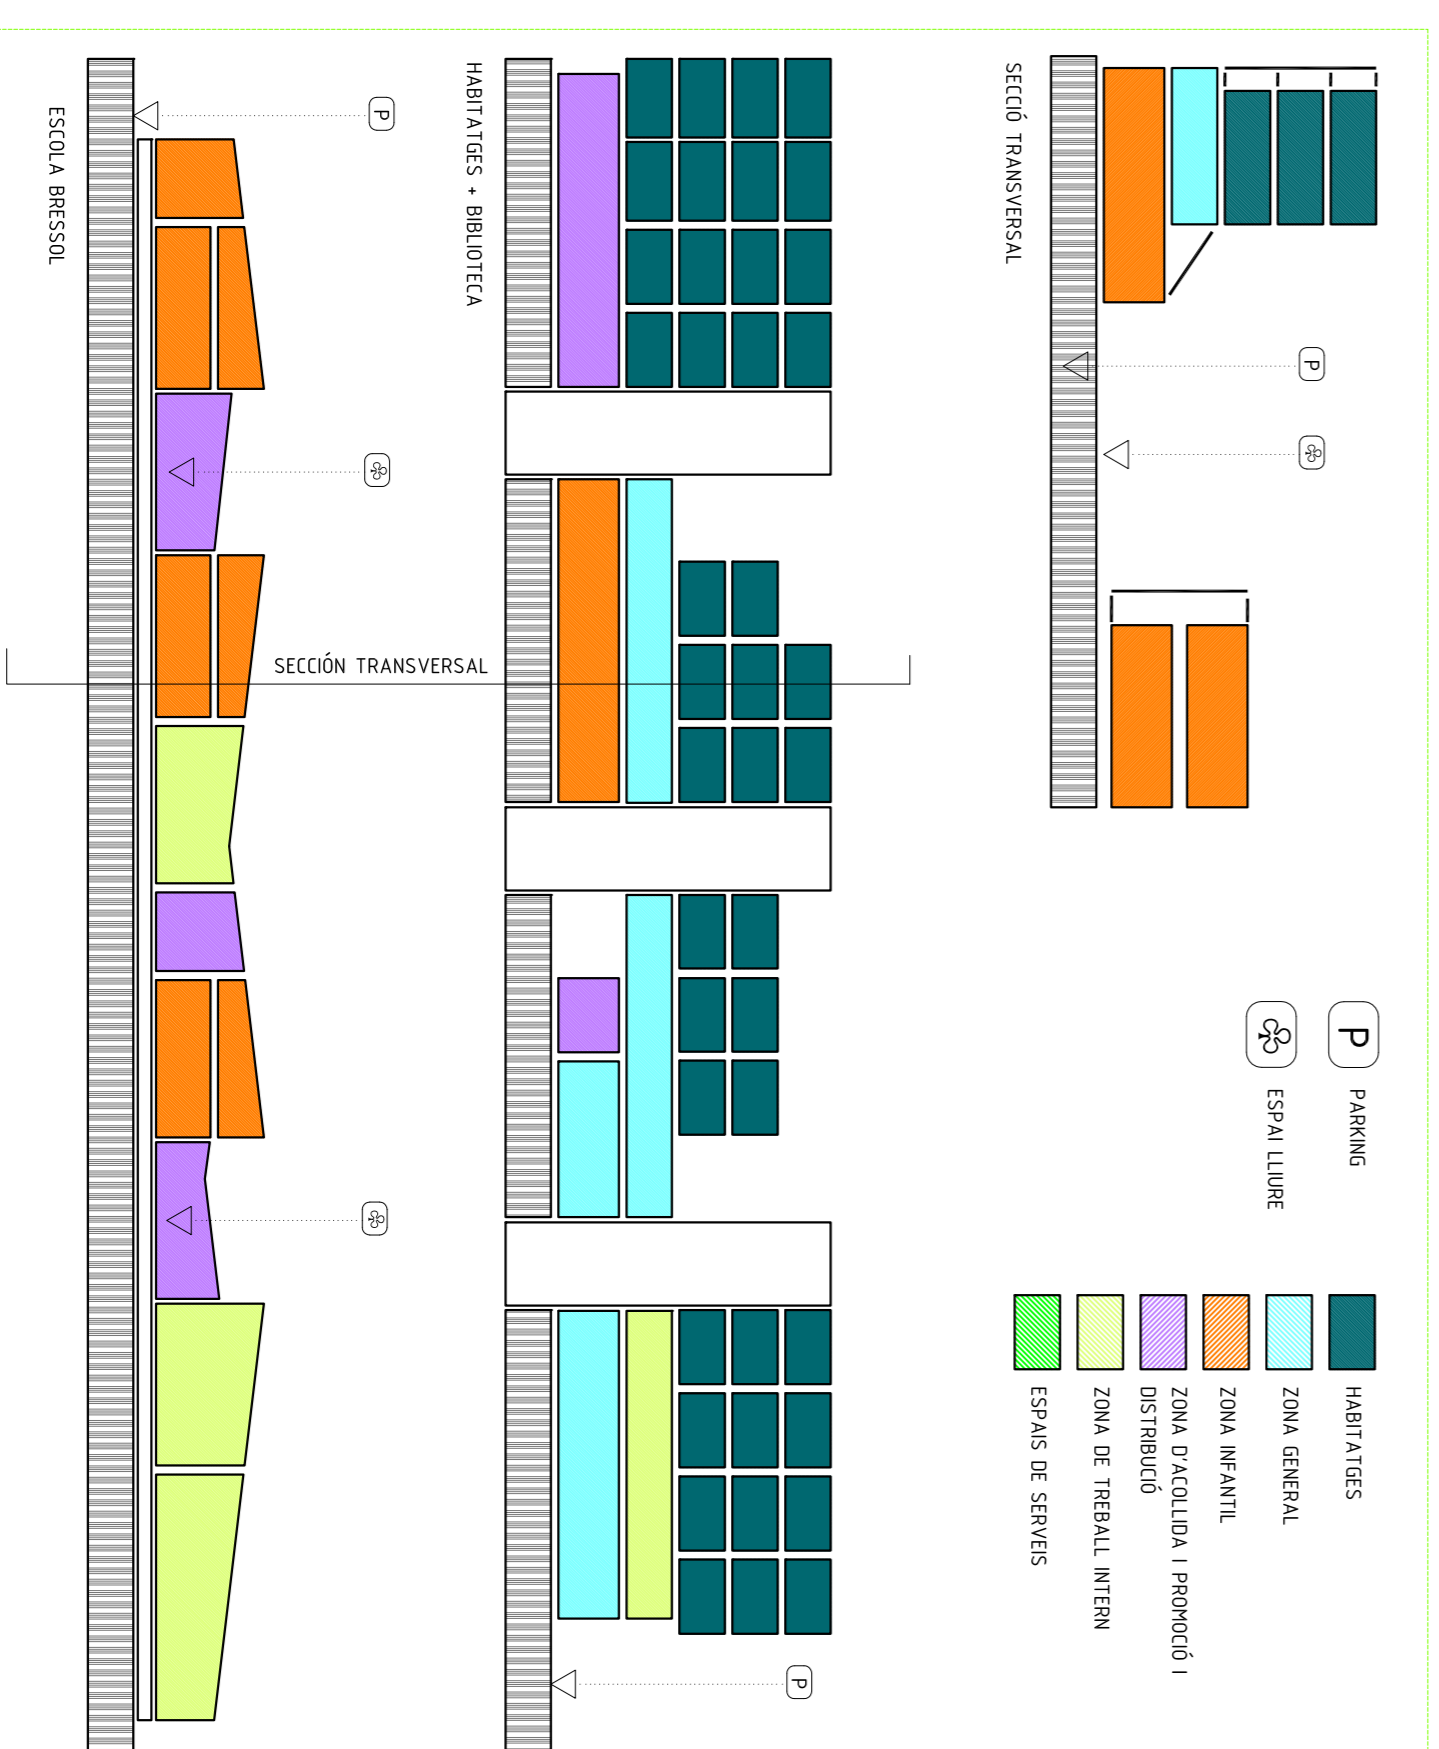 SECCIÓ TRANSVERSAL
P
P
PARKING
ESPAI LLIURE
HABITATGES
ZONA GENERAL
ZONA INFANTIL
ZONA D'ACOLLIDA I PROMOCIÓ I
DISTRIBUCIÓ
ZONA DE TREBALL INTERN
ESPAIS DE SERVEIS
HABITATGES + BIBLIOTECA
P
SECCIÓN TRANSVERSAL
P
ESCOLA BRESSOL